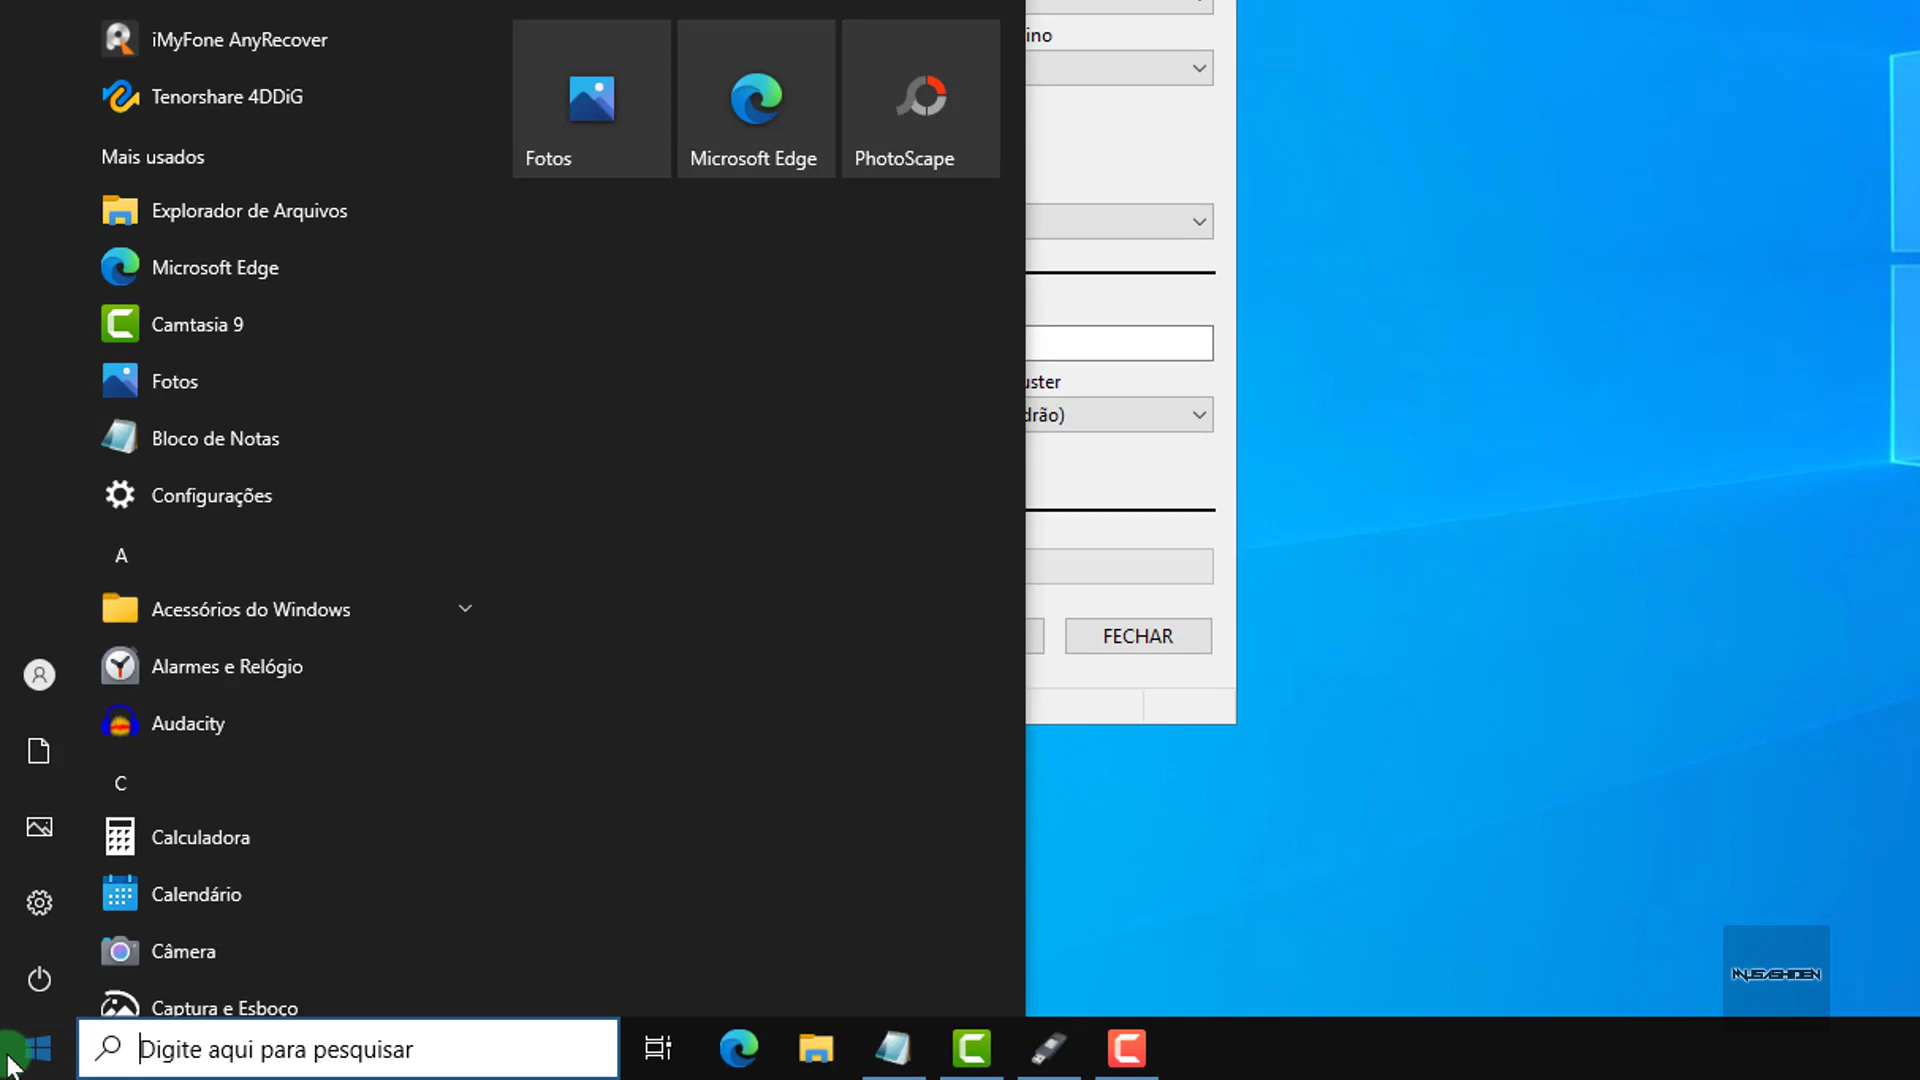 iMyFone AnyRecover
Tenorshare 4DDiG
Mais usados
Explorador de Arquivos
Microsoft Edge
Camtasia 9
Fotos
Bloco de Notas
Configurações
A
Acessórios do Windows
Alarmes e Relógio
Audacity
C
Calculadora
Calendário
Câmera
Captura e Esboço
Fotos
Microsoft Edge
PhotoScape
ino
uster
drão)
FECHAR
MUSASHIDEN
Digite aqui para pesquisar